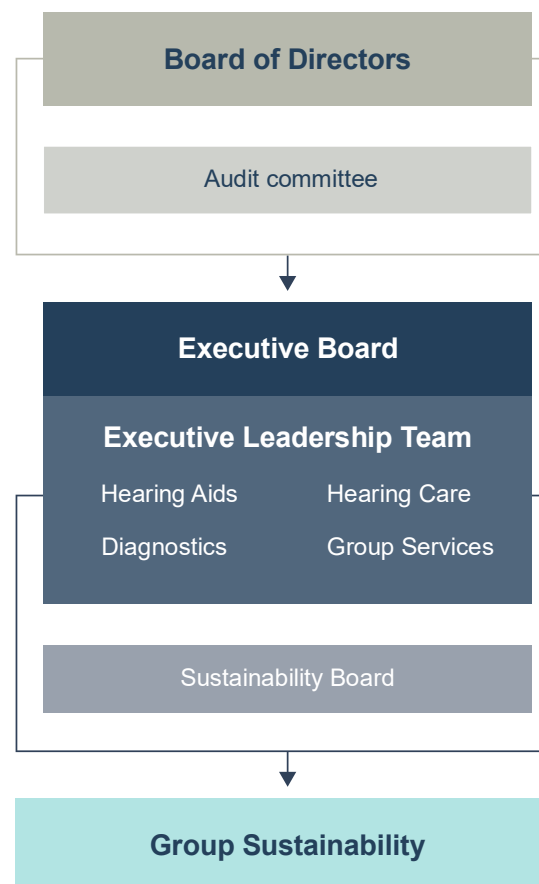 Board of Directors
Audit committee
Executive Board
Executive Leadership Team
Hearing Aids Hearing Care
Diagnostics Group Services
Sustainability Board
Group Sustainability